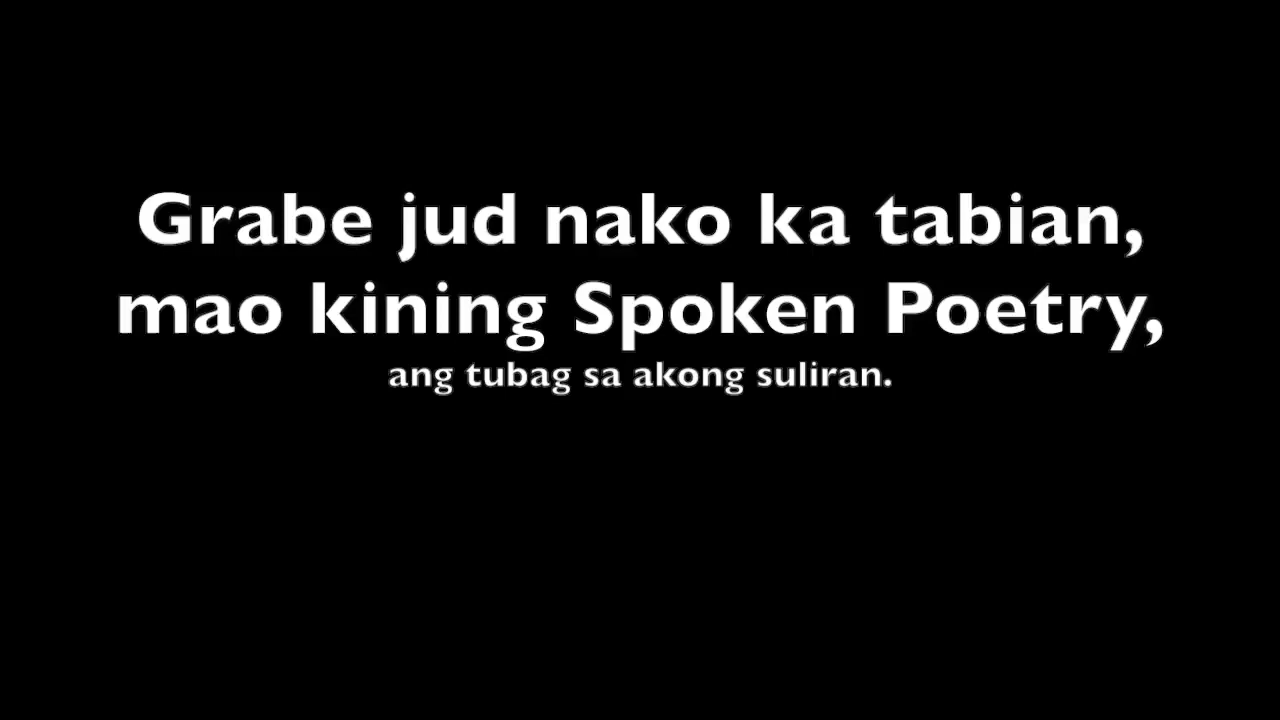 Grabe jud nako ka tabian,
mao kining Spoken Poetry,
ang tubag sa akong suliran.